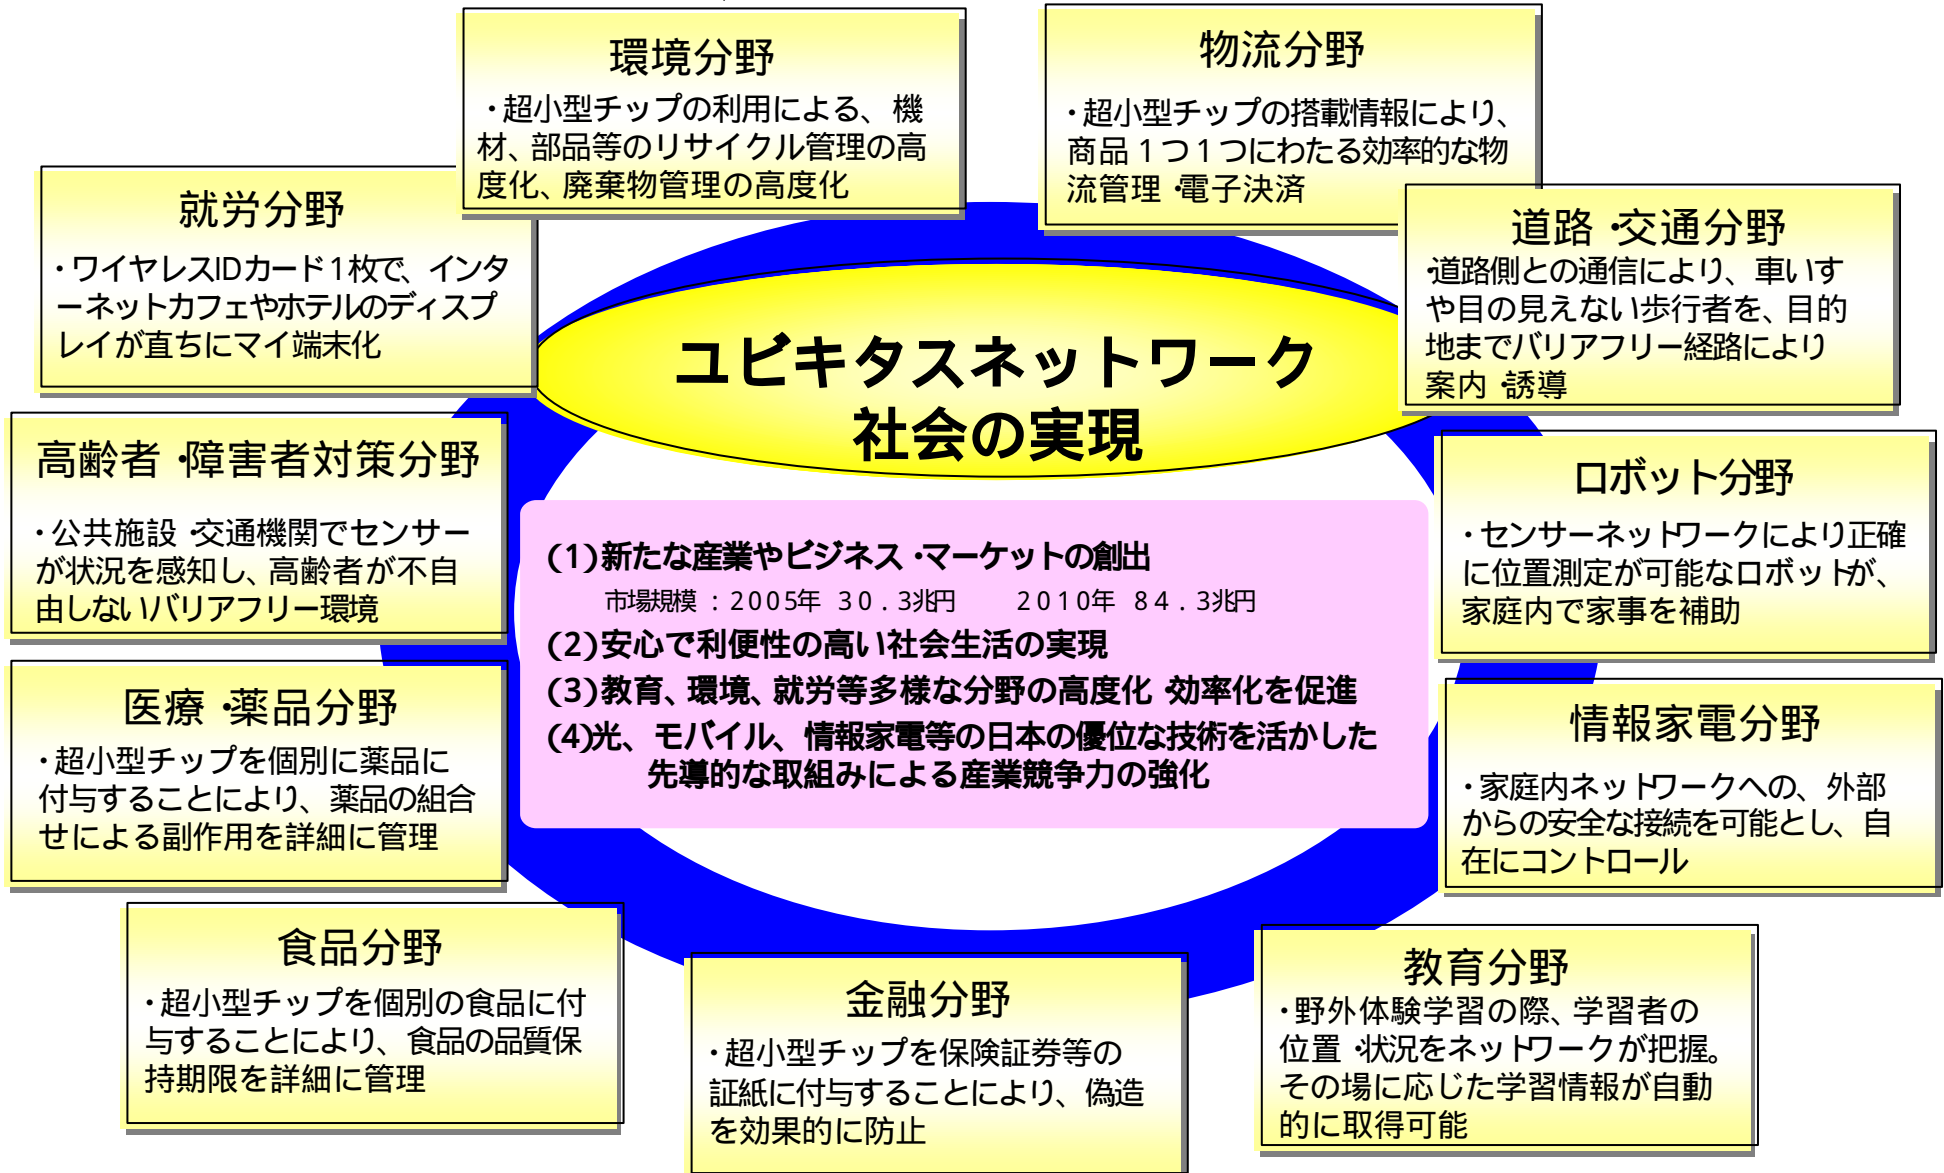 環境分野
・超小型チップの利用による、機
材、部品等のリサイクル管理の高
度化、廃棄物管理の高度化
物流分野
・超小型チップの搭載情報により、
商品１つ１つにわたる効率的な物
流管理・電子決済
就労分野
・ワイヤレスIDカード１枚で、インタ
ーネットカフェやホテルのディスプ
レイが直ちにマイ端末化
道路・交通分野
・道路側との通信により、車いす
や目の見えない歩行者を、目的
地までバリアフリー経路により
案内・誘導
ユビキタスネットワーク
社会の実現
高齢者・障害者対策分野
・公共施設・交通機関でセンサー
が状況を感知し、高齢者が不自
由しないバリアフリー環境
ロボット分野
・センサーネットワークにより正確
に位置測定が可能なロボットが、
家庭内で家事を補助
(1)新たな産業やビジネス・マーケットの創出
市場規模：２００５年　３０．３兆円　　２０１０年　８４．３兆円
(2)安心で利便性の高い社会生活の実現
(3)教育、環境、就労等多様な分野の高度化・効率化を促進
(4)光、モバイル、情報家電等の日本の優位な技術を活かした
先導的な取組みによる産業競争力の強化
医療・薬品分野
・超小型チップを個別に薬品に
付与することにより、薬品の組合
せによる副作用を詳細に管理
情報家電分野
・家庭内ネットワークへの、外部
からの安全な接続を可能とし、自
在にコントロール
食品分野
・超小型チップを個別の食品に付
与することにより、食品の品質保
持期限を詳細に管理
金融分野
・超小型チップを保険証券等の
証紙に付与することにより、偽造
を効果的に防止
教育分野
・野外体験学習の際、学習者の
位置・状況をネットワークが把握。
その場に応じた学習情報が自動
的に取得可能